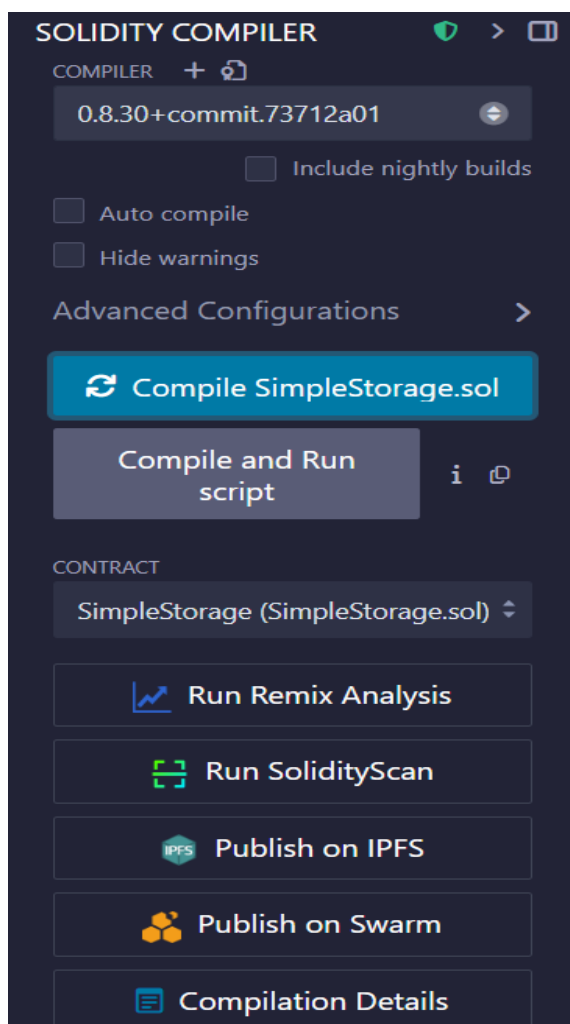 SOLIDITY COMPILER
COMPILER
0.8.30+commit.73712a01
Include nightly builds
Auto compile
Hide warnings
Advanced Configurations
Compile SimpleStorage.sol
Compile and Run
script
i
CONTRACT
SimpleStorage (SimpleStorage.sol)
Run Remix Analysis
Run SolidityScan
IPFS Publish on IPFS
Publish on Swarm
Compilation Details